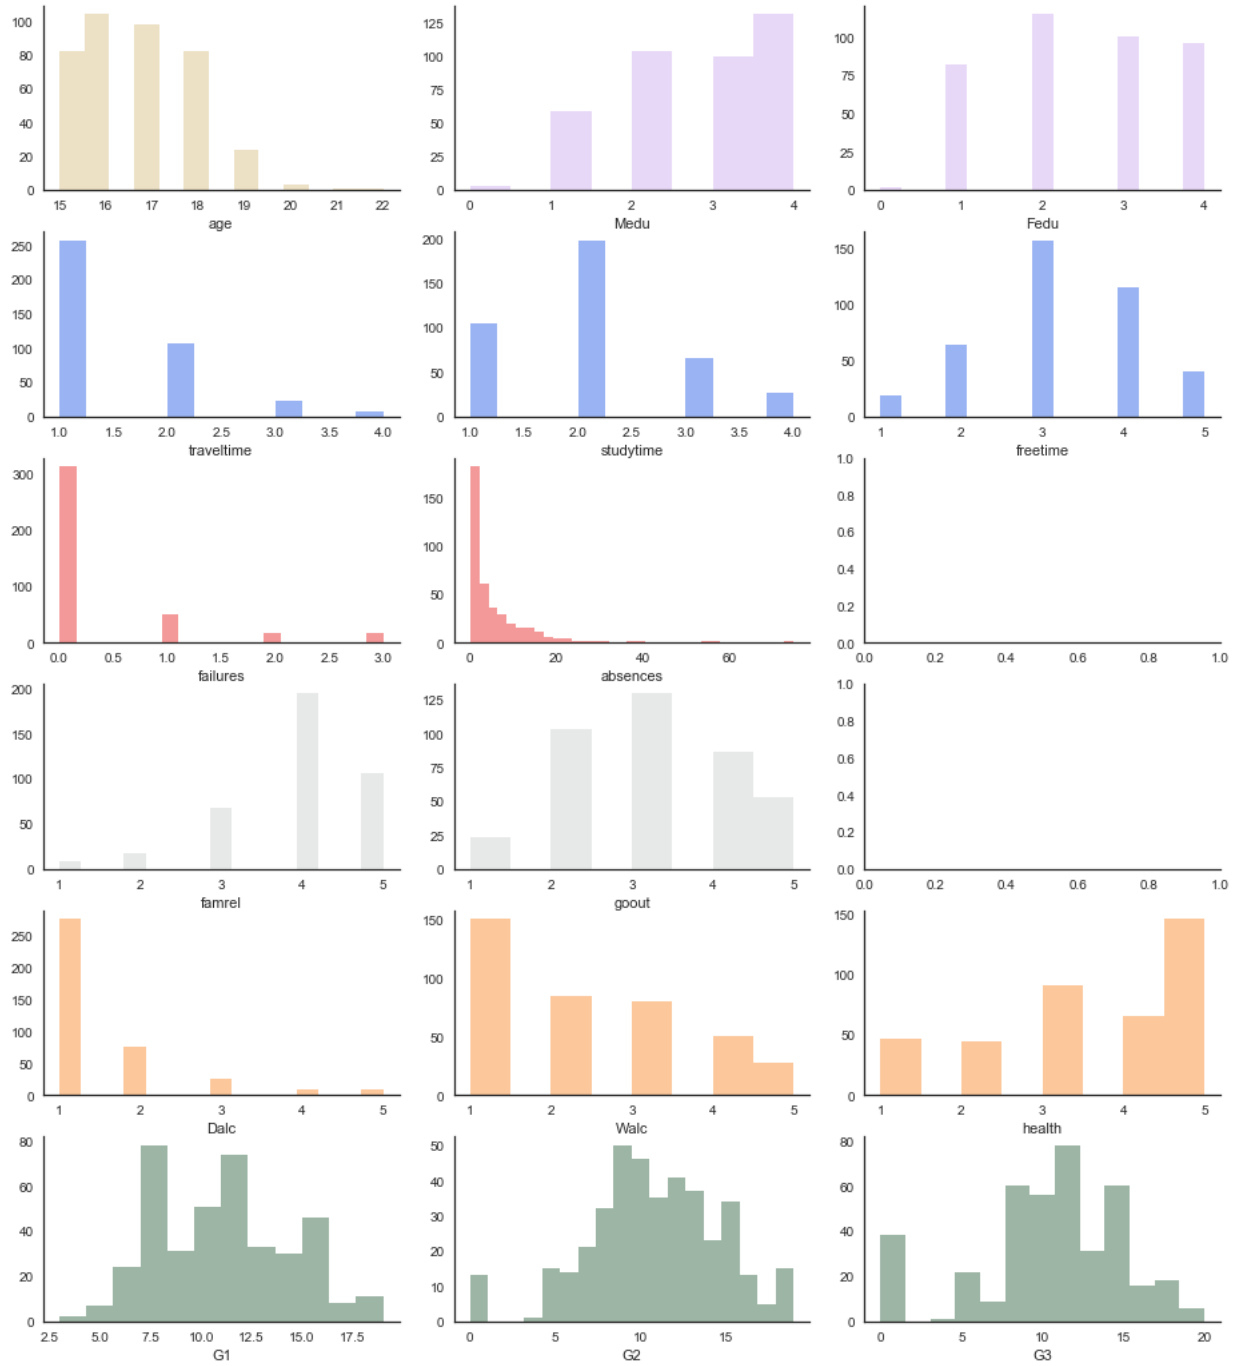 100
80
60
40
20
0
15 16 17 18 19 20 21 22
age
125
100
75
50
25
0
0 1 2 3 4
Medu
100
75
50
25
0
0 1 2 3 4
Fedu
250
200
150
100
50
0
1.0 1.5 2.0 2.5 3.0 3.5 4.0
traveltime
200
150
100
50
0
1.0 1.5 2.0 2.5 3.0 3.5 4.0
studytime
150
100
50
0
1 2 3 4 5
freetime
300
200
100
0
0.0 0.5 1.0 1.5 2.0 2.5 3.0
failures
150
100
50
0
0 20 40 60
absences
1.0
0.8
0.6
0.4
0.2
0.0
0.0 0.2 0.4 0.6 0.8 1.0
200
150
100
50
0
1 2 3 4 5
famrel
125
100
75
50
25
0
1 2 3 4 5
goout
1.0
0.8
0.6
0.4
0.2
0.0
0.0 0.2 0.4 0.6 0.8 1.0
250
200
150
100
50
0
1 2 3 4 5
Dalc
150
100
50
0
1 2 3 4 5
Walc
150
100
50
0
1 2 3 4 5
health
80
60
40
20
0
2.5 5.0 7.5 10.0 12.5 15.0 17.5
G1
50
40
30
20
10
0
0 5 10 15
G2
80
60
40
20
0
0 5 10 15 20
G3